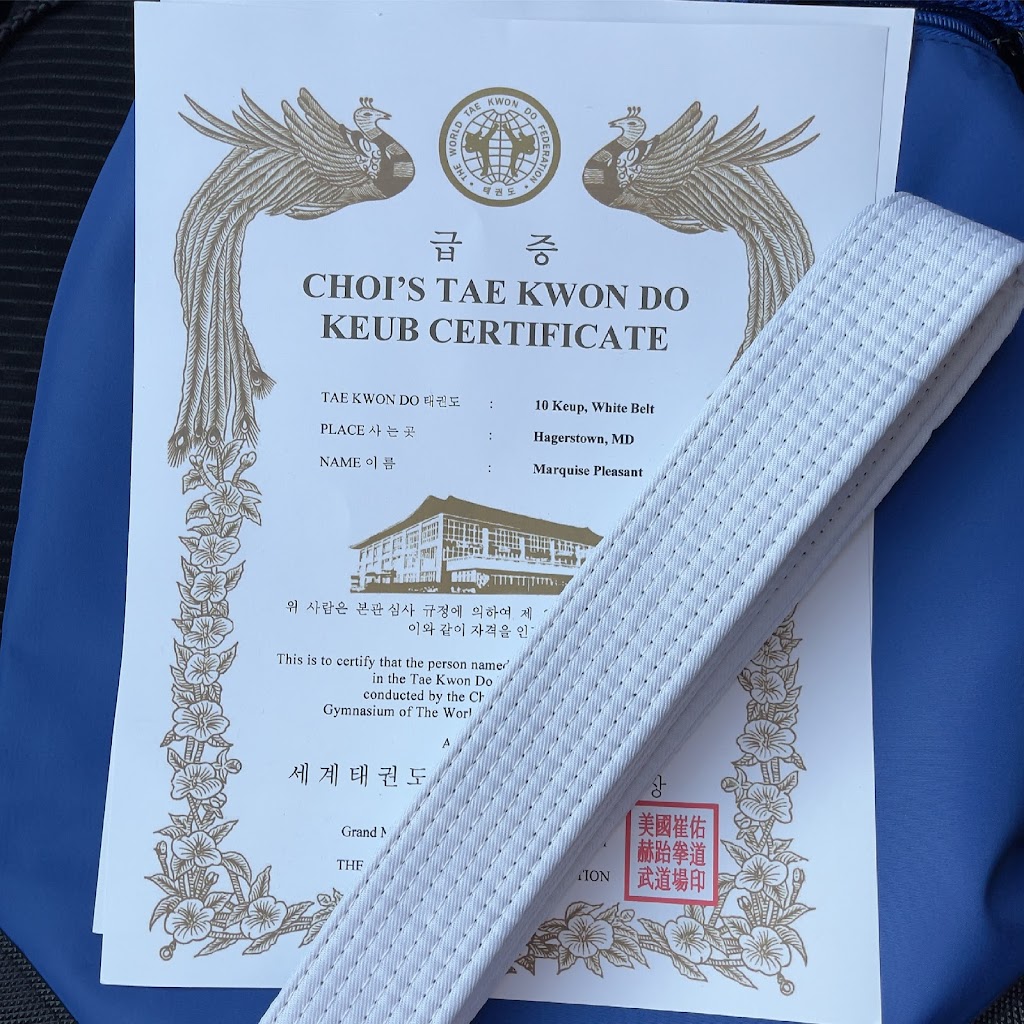 THE WORLD TAE KWON DO FEDERATION
태권도
급 증
CHOI'S TAE KWON DO
KEUB CERTIFICATE
TAE KWON DO 태권도 : 10 Keup, White Belt
PLACE 사는곳 : Hagerstown, MD
NAME 이름 : Marquise Pleasant
위 사람은 본관 심사 규정에 의하여 제
이와 같이 자격을 인
This is to certify that the person named
in the Tae Kwon Do
conducted by the Ch
Gymnasium of The Worl
A
세계태권도
장
Grand M
THE
TION
美國崔佑
赫跆拳道
武道場印